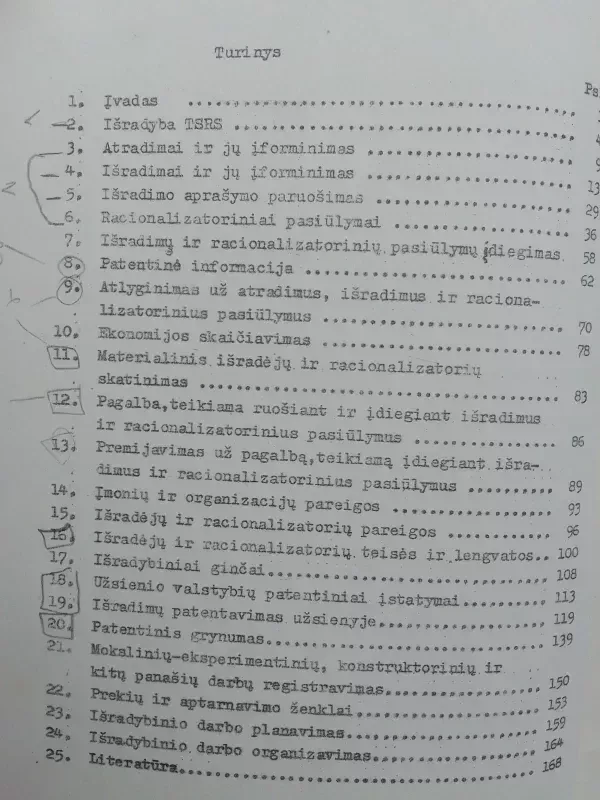 Turinys
Ps
1. Įvadas ........................................
2. Išradyba TSRS ........................................ 4
3. Atradimai ir jų įforminimas ........................ 9
4. Išradimai ir jų įforminimas ........................ 13
5. Išradimo aprašymo paruošimas ........................ 29
6. Racionalizatoriniai pasiūlymai ........................ 36
7. Išradimų ir racionalizatorinių pasiūlymų įdiegimas. 58
8. Patentinė informacija ........................ 62
9. Atlyginimas už atradimus, išradimus ir raciona-
lizatorinius pasiūlymus ........................ 70
10. Ekonomijos skaičiavimas ........................ 78
11. Materialinis išradėjų ir racionalizatorių
skatinimas ........................ 83
12. Pagalba,teikiama ruošiant ir įdiegiant išradimus
ir racionalizatorinius pasiūlymus .............. 86
13. Premijavimas už pagalbą,teikiamą įdiegiant išra-
dimus ir racionalizatorinius pasiūlymus .......... 89
14. Įmonių ir organizacijų pareigos .................. 93
15. Išradėjų ir racionalizatorių pareigos ............ 96
16. Išradėjų ir racionalizatorių teisės ir lengvatos.. 100
17. Išradybiniai ginčai.............................. 108
18. Užsienio valstybių patentiniai įstatymai.......... 113
19. Išradimų patentavimas užsienyje.................. 119
20. Patentinis grynumas.............................. 139
21. Mokslinių-eksperimentinių, konstruktorinių ir
kitų panašių darbų registravimas................ 150
22. Prekių ir aptarnavimo ženklai.................... 153
23. Išradybinio darbo planavimas.................... 159
24. Išradybinio darbo organizavimas.................. 164
25. Literatūra...................................... 168